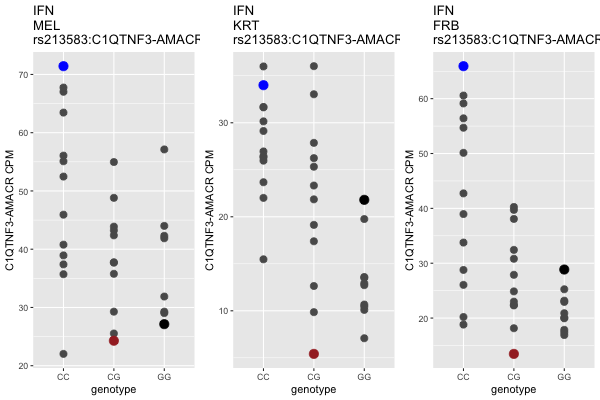 IFN
MEL
rs213583:C1QTNF3-AMACR
C1QTNF3-AMACR CPM
70
60
50
40
30
20
CC
CG
GG
genotype
IFN
KRT
rs213583:C1QTNF3-AMACR
C1QTNF3-AMACR CPM
30
20
10
CC
CG
GG
genotype
IFN
FRB
rs213583:C1QTNF3-AMACR
C1QTNF3-AMACR CPM
60
50
40
30
20
CC
CG
GG
genotype